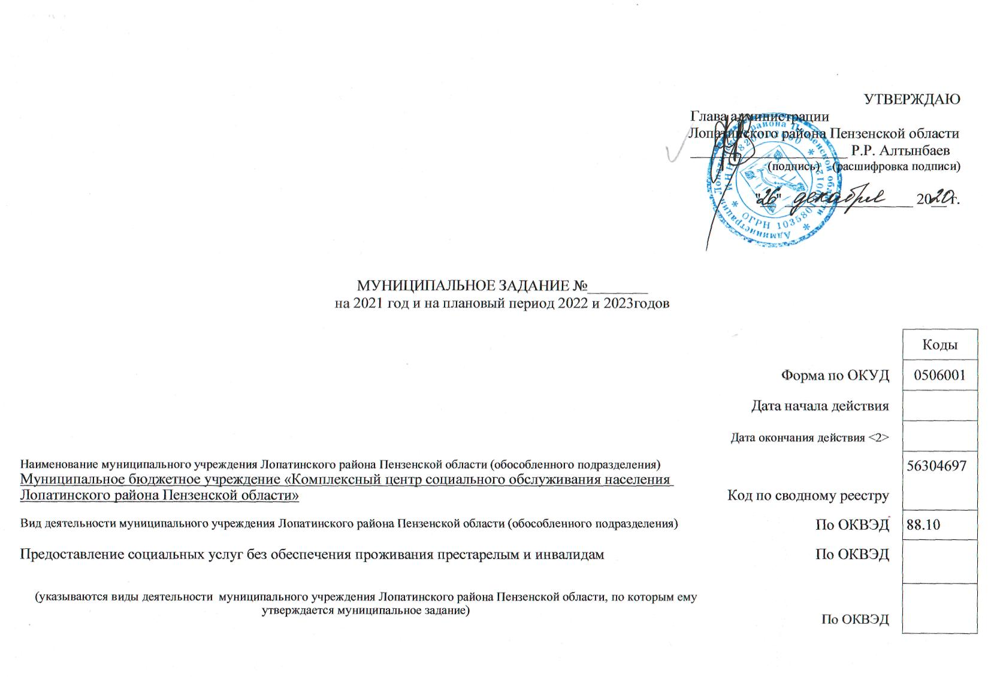 УТВЕРЖДАЮ
Глава администрации
Лопатинского района Пензенской области
____________________ Р.Р. Алтынбаев
(подпись) (расшифровка подписи)
"26" декабря 2020 г.
МУНИЦИПАЛЬНОЕ ЗАДАНИЕ №________
на 2021 год и на плановый период 2022 и 2023годов
Коды
Форма по ОКУД 0506001
Дата начала действия
Дата окончания действия <2>
Наименование муниципального учреждения Лопатинского района Пензенской области (обособленного подразделения) 56304697
Муниципальное бюджетное учреждение «Комплексный центр социального обслуживания населения
Лопатинского района Пензенской области» Код по сводному реестру
Вид деятельности муниципального учреждения Лопатинского района Пензенской области (обособленного подразделения) По ОКВЭД 88.10
Предоставление социальных услуг без обеспечения проживания престарелым и инвалидам По ОКВЭД
(указываются виды деятельности муниципального учреждения Лопатинского района Пензенской области, по которым ему
утверждается муниципальное задание)
По ОКВЭД